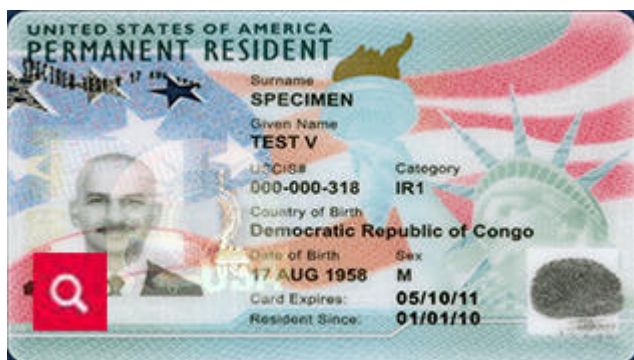 UNITED STATES OF AMERICA
PERMANENT RESIDENT
Surname
SPECIMEN
Given Name
TEST V
USCIS# Category
000-000-318 IR1
Country of Birth
Democratic Republic of Congo
Date of Birth Sex
17 AUG 1958 M
Card Expires: 05/10/11
Resident Since: 01/01/10